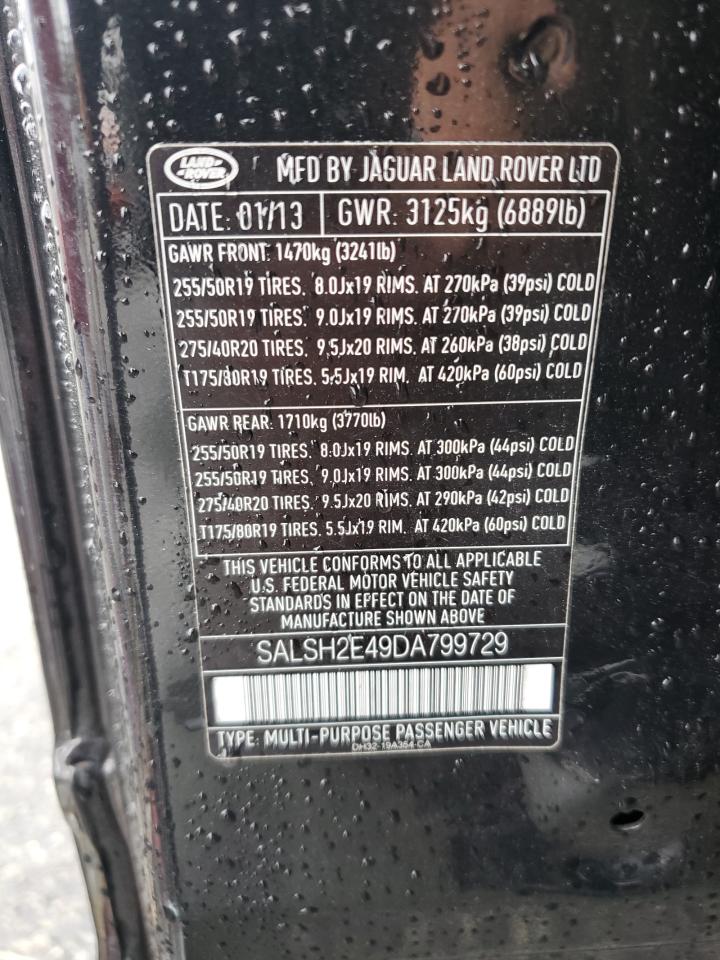 LAND- -ROVER MFD BY JAGUAR LAND ROVER LTD
DATE: 01/13 GWR: 3125kg (6889lb)
GAWR FRONT: 1470kg (3241lb)
255/50R19 TIRES. 8.0Jx19 RIMS. AT 270kPa (39psi) COLD
255/50R19 TIRES. 9.0Jx19 RIMS. AT 270kPa (39psi) COLD
275/40R20 TIRES. 9.5Jx20 RIMS. AT 260kPa (38psi) COLD
T175/80R19 TIRES. 5.5Jx19 RIM. AT 420kPa (60psi) COLD
GAWR REAR: 1710kg (3770lb)
255/50R19 TIRES. 8.0Jx19 RIMS. AT 300kPa (44psi) COLD
255/50R19 TIRES. 9.0Jx19 RIMS. AT 300kPa (44psi) COLD
275/40R20 TIRES. 9.5Jx20 RIMS. AT 290kPa (42psi) COLD
T175/80R19 TIRES. 5.5Jx19 RIM. AT 420kPa (60psi) COLD
THIS VEHICLE CONFORMS TO ALL APPLICABLE
U.S. FEDERAL MOTOR VEHICLE SAFETY
STANDARDS IN EFFECT ON THE DATE OF
MANUFACTURE SHOWN ABOVE
SALSH2E49DA799729
TYPE: MULTI-PURPOSE PASSENGER VEHICLE
DH32-19A354-CA